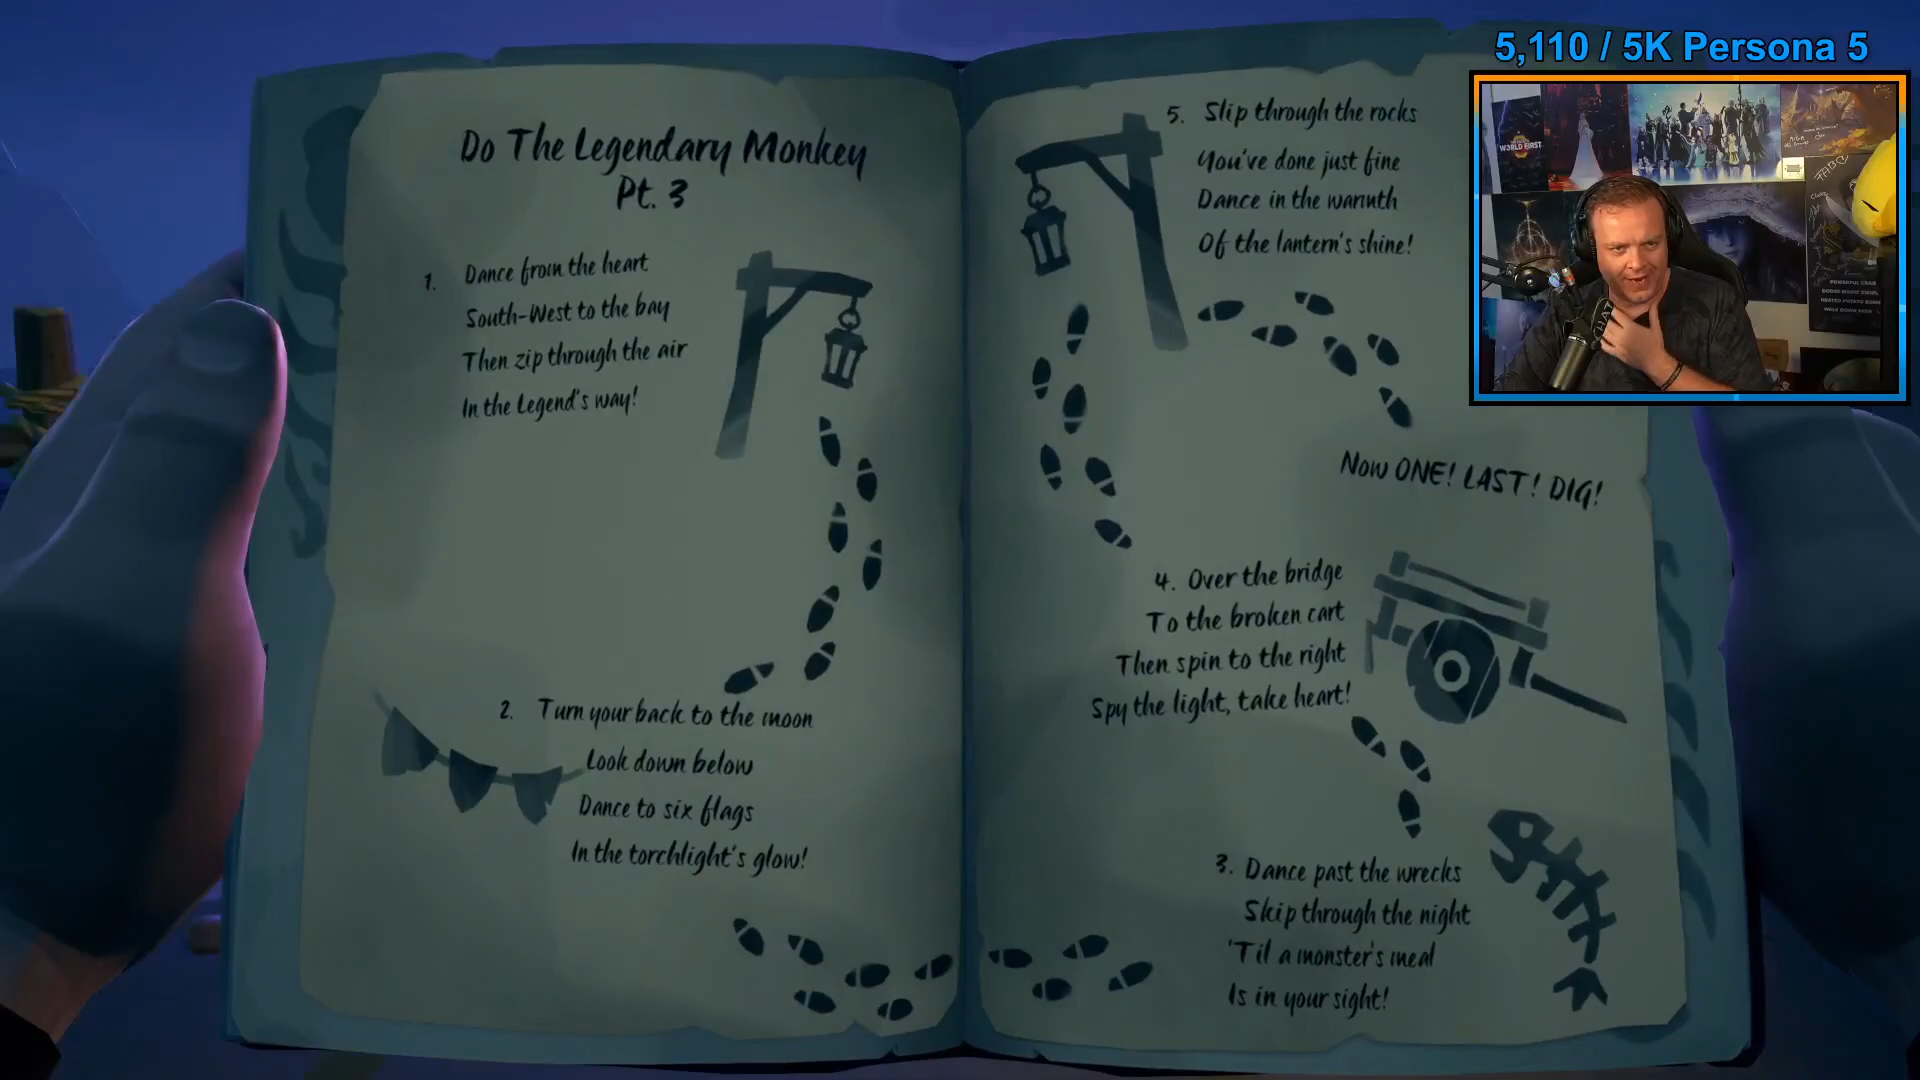 5,110 / 5K Persona 5
Do The Legendary Monkey
Pt. 3
1. Dance from the heart
South-West to the bay
Then zip through the air
In the Legend's way!
2. Turn your back to the moon
Look down below
Dance to six flags
In the torchlight's glow!
3. Dance past the wrecks
Skip through the night
'Til a monster's meal
Is in your sight!
4. Over the bridge
To the broken cart
Then spin to the right
Spy the light, take heart!
5. Slip through the rocks
You've done just fine
Dance in the warmth
Of the lantern's shine!
Now ONE! LAST! DIG!
WORLD FIRST